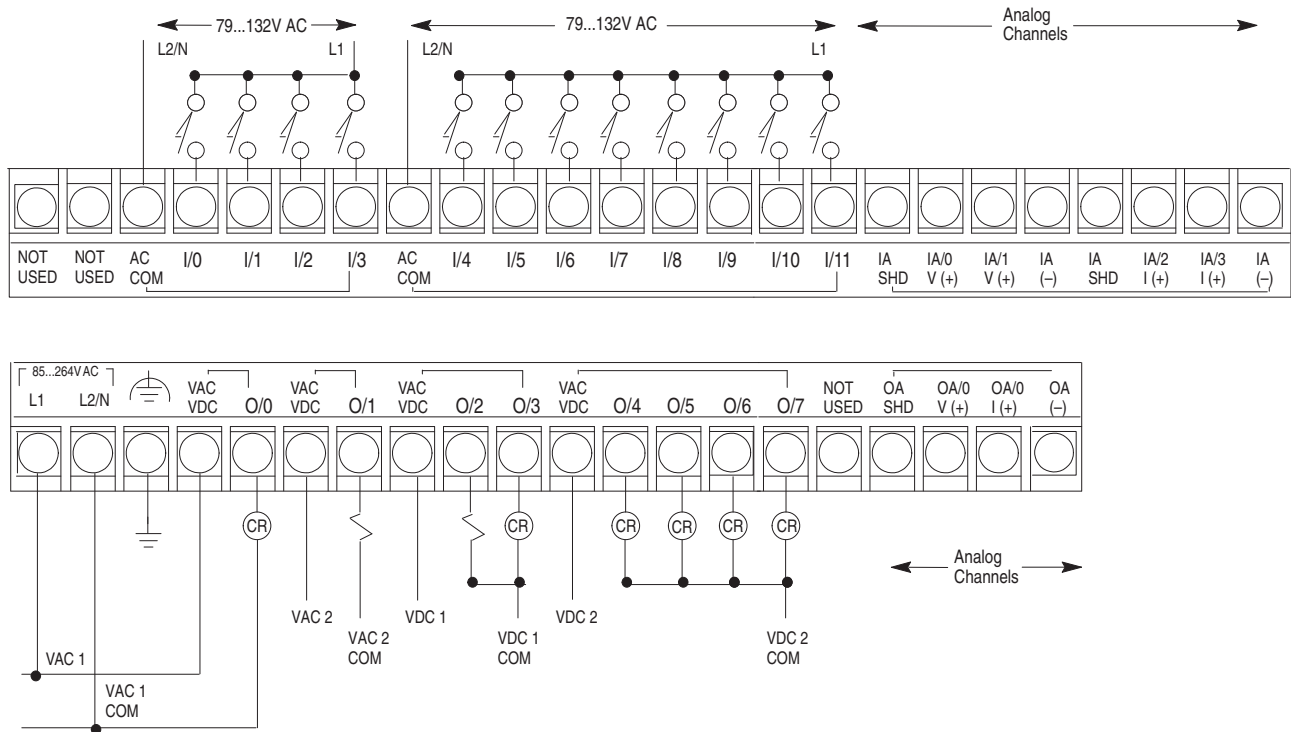 79...132V AC 79...132V AC Analog
Channels
L2/N L1 L2/N L1
NOT AC I/0 I/1 I/2 I/3 AC I/4 I/5 I/6 I/7 I/8 I/9 I/10 I/11 IA IA/0 IA/1 IA IA IA/2 IA/3 IA
NOT
USED USED COM COM SHD V (+) V (+) (–) SHD I (+) I (+) (–)
85...264V AC
L1 L2/N VAC O/0 VAC O/1 VAC O/2 O/3 VAC O/4 O/5 O/6 O/7 NOT OA OA/0 OA/0 OA
VDC VDC VDC VDC USED SHD V (+) I (+) (–)
CR CR CR CR CR CR
Analog
Channels
VAC 2 VDC 1 VDC 2
VAC 2 VDC 1 VDC 2
COM COM COM
VAC 1
VAC 1
COM